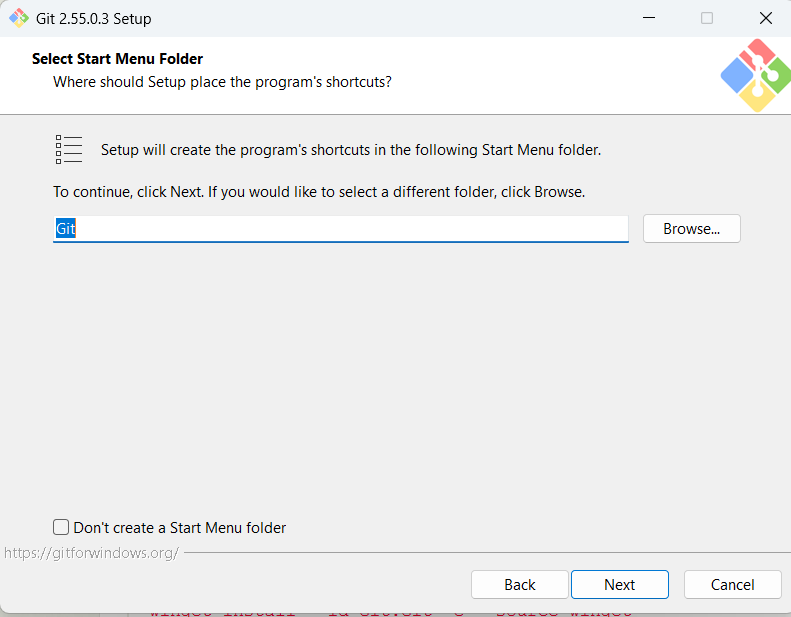 Git 2.55.0.3 Setup
Select Start Menu Folder
Where should Setup place the program's shortcuts?
Setup will create the program's shortcuts in the following Start Menu folder.
To continue, click Next. If you would like to select a different folder, click Browse.
Git
Browse...
Don't create a Start Menu folder
https://gitforwindows.org/
Back
Next
Cancel